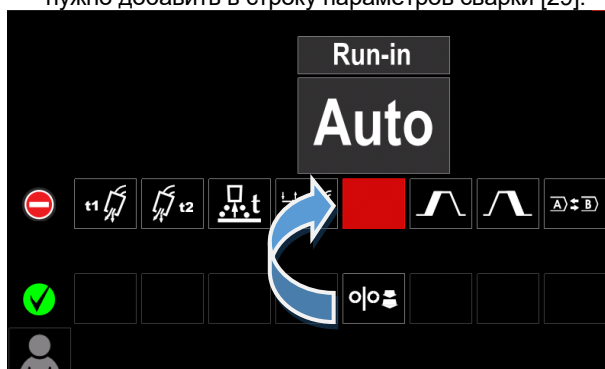 нужно добавить в строку параметров сварки [29].
Run-in
Auto
t1 t2 t A B